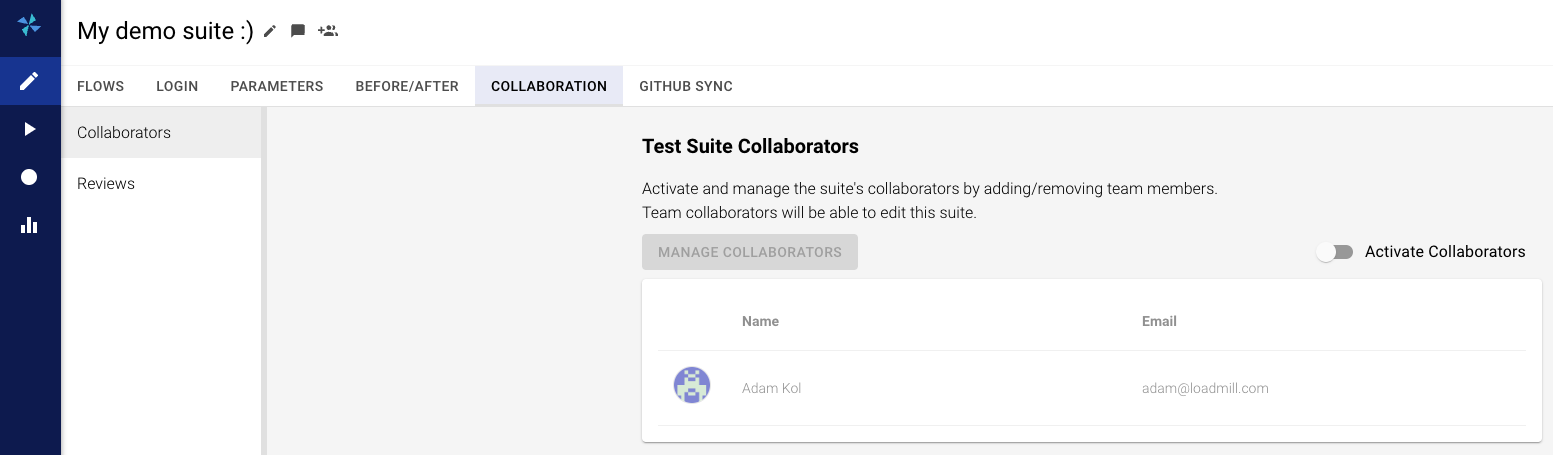 My demo suite :)
FLOWS LOGIN PARAMETERS BEFORE/AFTER COLLABORATION GITHUB SYNC
Collaborators
Reviews
Test Suite Collaborators
Activate and manage the suite's collaborators by adding/removing team members.
Team collaborators will be able to edit this suite.
MANAGE COLLABORATORS
Activate Collaborators
Name Email
Adam Kol adam@loadmill.com